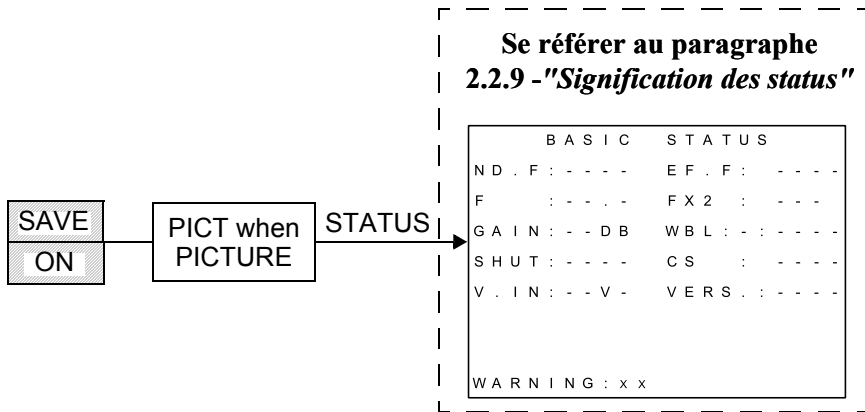 Se référer au paragraphe
2.2.9 -"Signification des status"
SAVE
ON
PICT when
PICTURE
STATUS
BASIC STATUS
ND.F:---- EF.F: ----
F :--.- FX2 : ---
GAIN:--DB WBL:-:----
SHUT:---- CS : ----
V.IN:--V- VERS.:----
WARNING:xx